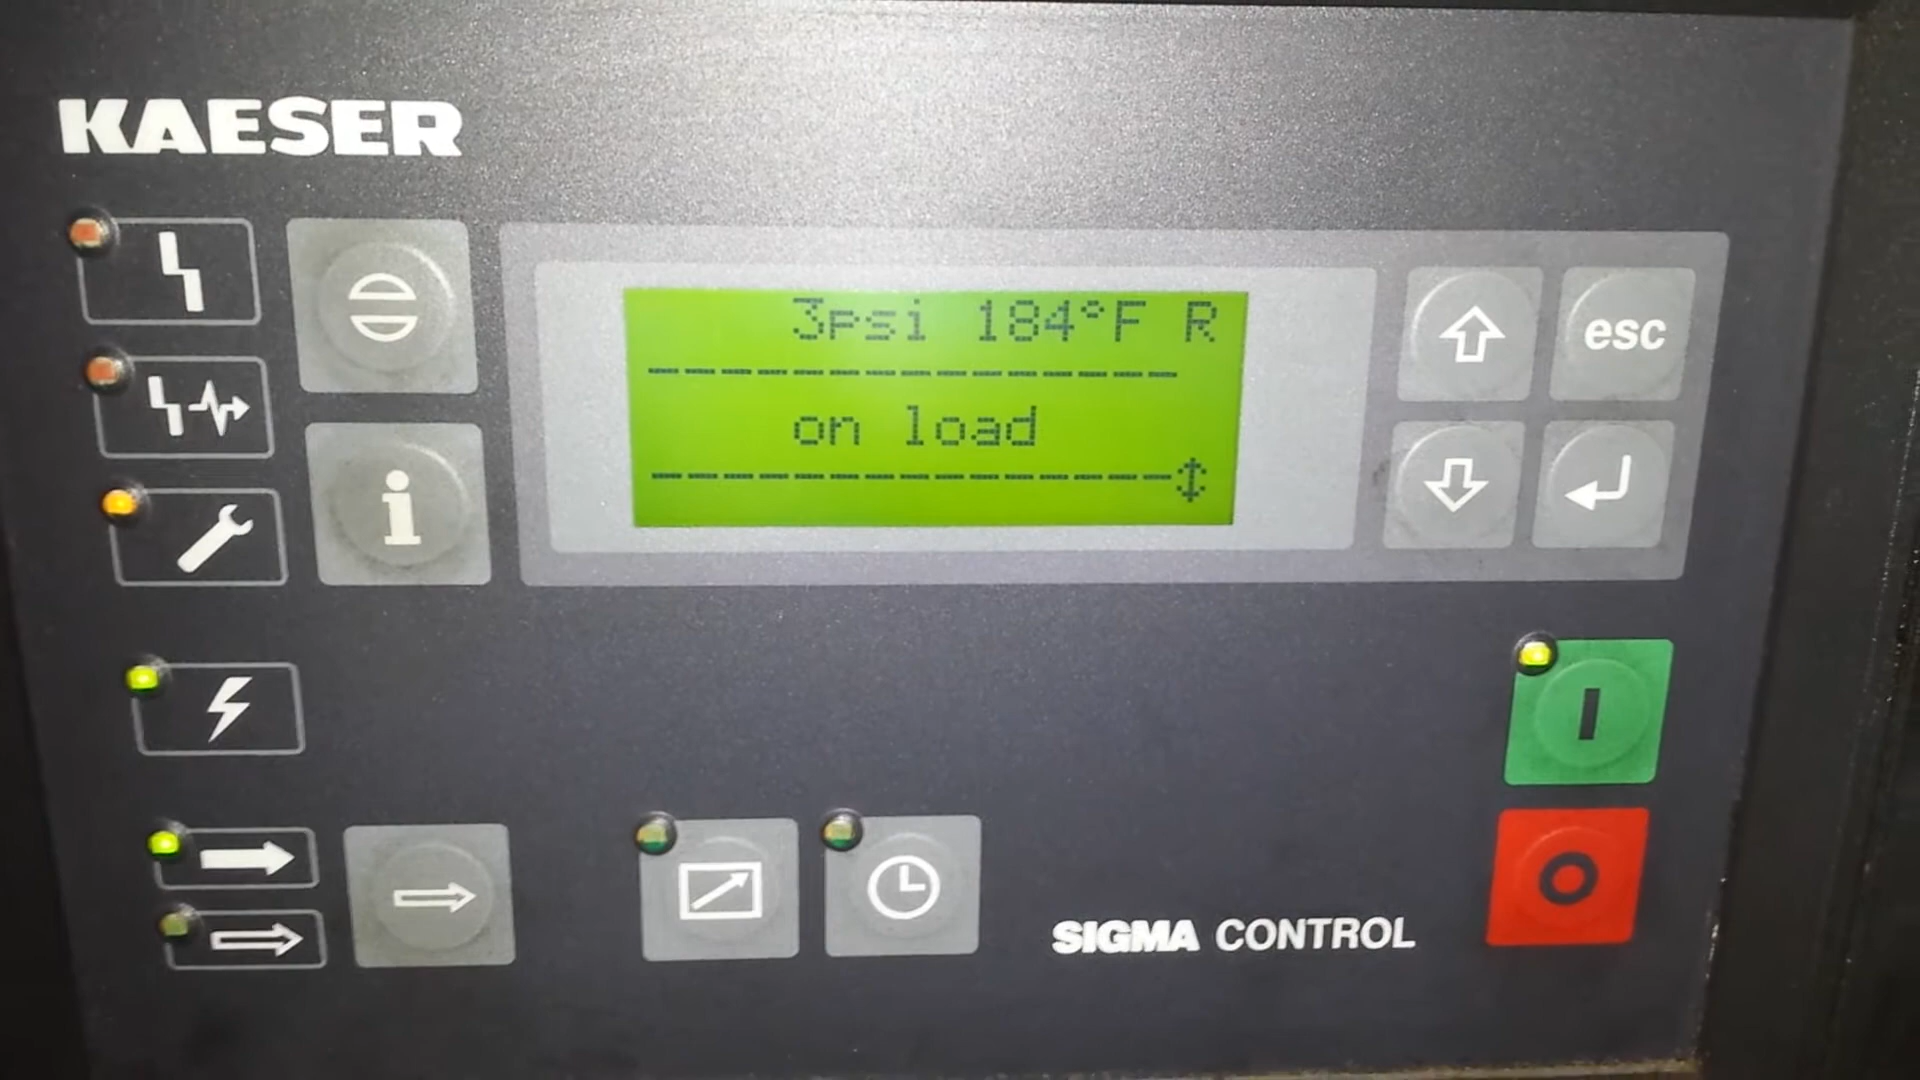 KAESER
3psi 184°F R
------------------
on load
------------------
esc
i
I
O
SIGMA CONTROL